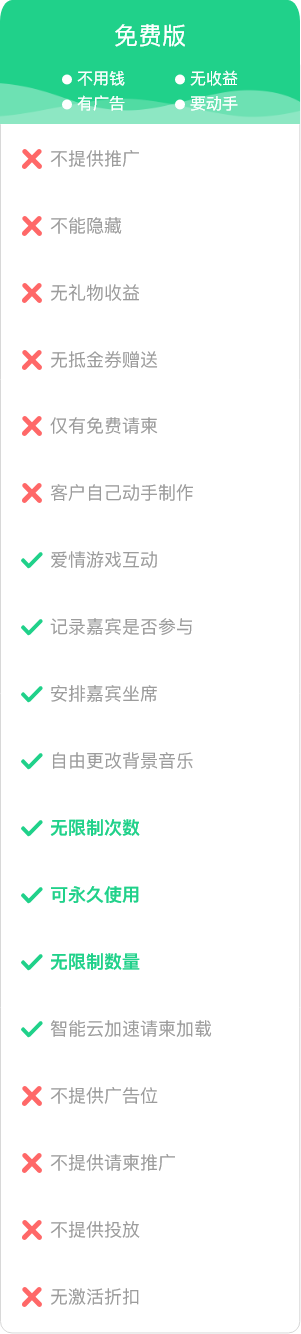 免费版
不用钱 无收益
有广告 要动手
不提供推广
不能隐藏
无礼物收益
无抵金券赠送
仅有免费请柬
客户自己动手制作
爱情游戏互动
记录嘉宾是否参与
安排嘉宾坐席
自由更改背景音乐
无限制次数
可永久使用
无限制数量
智能云加速请柬加载
不提供广告位
不提供请柬推广
不提供投放
无激活折扣